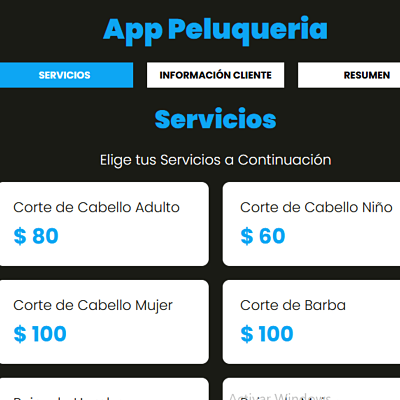 App Peluqueria
SERVICIOS
INFORMACIÓN CLIENTE
RESUMEN
Servicios
Elige tus Servicios a Continuación
Corte de Cabello Adulto
$ 80
Corte de Cabello Niño
$ 60
Corte de Cabello Mujer
$ 100
Corte de Barba
$ 100
Activar Windows